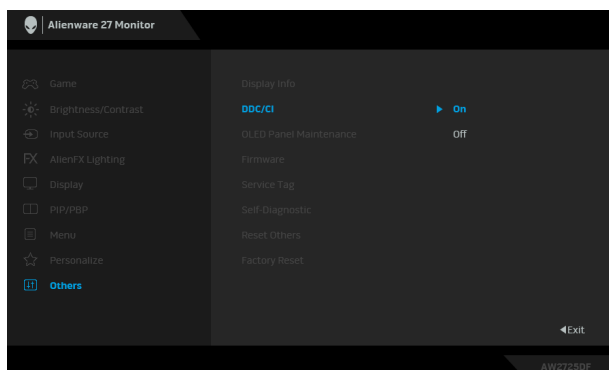 Alienware 27 Monitor
Game
Brightness/Contrast
Input Source
FX AlienFX Lighting
Display
PIP/PBP
Menu
Personalize
Others
Display Info
DDC/CI On
OLED Panel Maintenance Off
Firmware
Service Tag
Self-Diagnostic
Reset Others
Factory Reset
Exit
AW2725DF